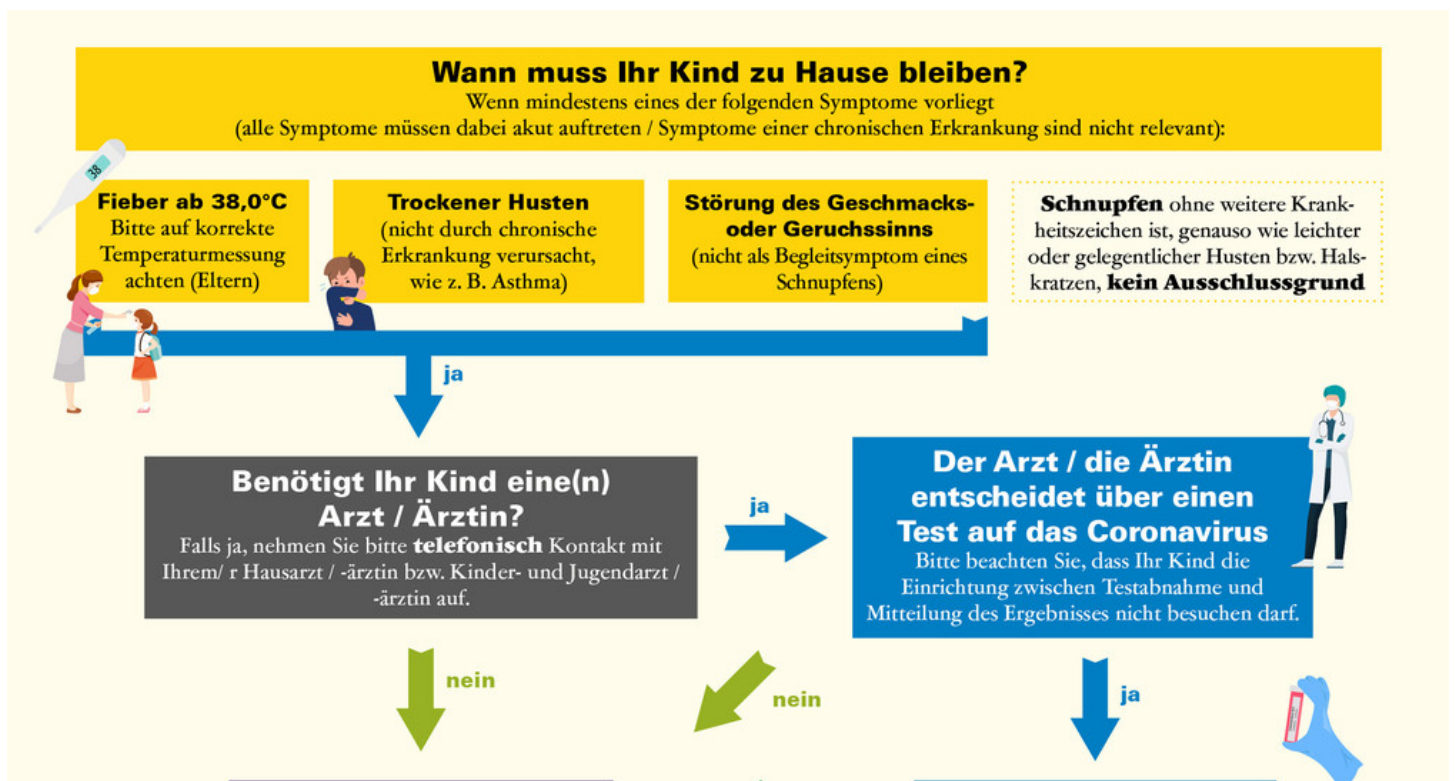 Wann muss Ihr Kind zu Hause bleiben?
Wenn mindestens eines der folgenden Symptome vorliegt
(alle Symptome müssen dabei akut auftreten / Symptome einer chronischen Erkrankung sind nicht relevant):
38
Fieber ab 38,0°C
Bitte auf korrekte
Temperaturmessung
achten (Eltern)
Trockener Husten
(nicht durch chronische
Erkrankung verursacht,
wie z. B. Asthma)
Störung des Geschmacks-
oder Geruchssinns
(nicht als Begleitsymptom eines
Schnupfens)
Schnupfen ohne weitere Krank-
heitszeichen ist, genauso wie leichter
oder gelegentlicher Husten bzw. Hals-
kratzen, kein Ausschlussgrund
ja
Benötigt Ihr Kind eine(n)
Arzt / Ärztin?
Falls ja, nehmen Sie bitte telefonisch Kontakt mit
Ihrem/ r Hausarzt / -ärztin bzw. Kinder- und Jugendarzt /
-ärztin auf.
ja
Der Arzt / die Ärztin
entscheidet über einen
Test auf das Coronavirus
Bitte beachten Sie, dass Ihr Kind die
Einrichtung zwischen Testabnahme und
Mitteilung des Ergebnisses nicht besuchen darf.
nein
nein
ja